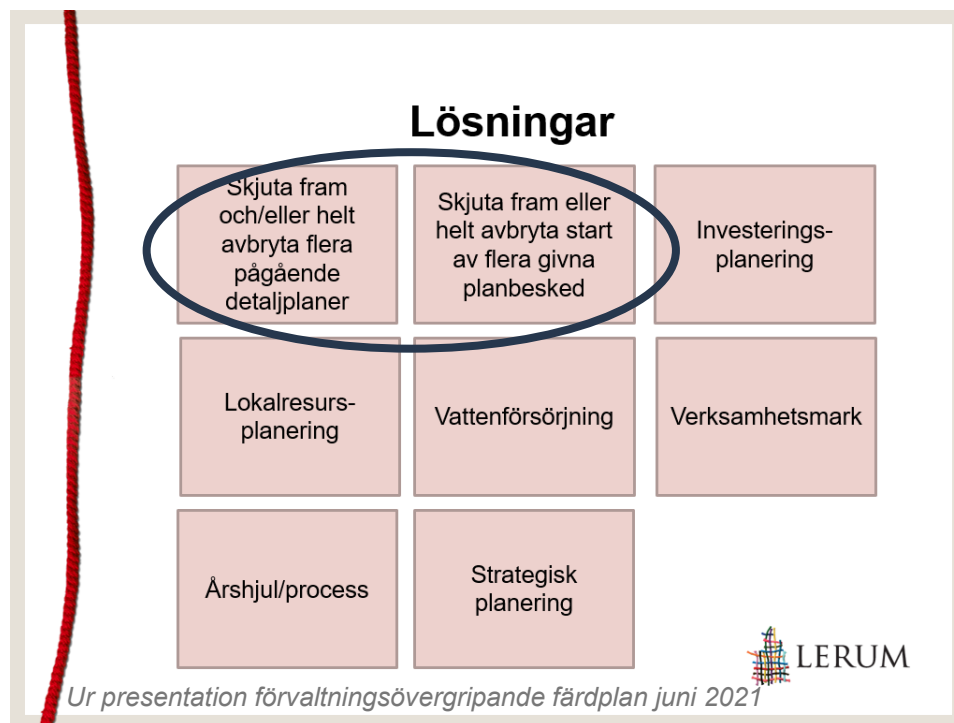 Lösningar
Skjuta fram
och/eller helt
avbryta flera
pågående
detaljplaner
Skjuta fram eller
helt avbryta start
av flera givna
planbesked
Investerings-
planering
Lokalresurs-
planering
Vattenförsörjning
Verksamhetsmark
Årshjul/process
Strategisk
planering
LERUM
Ur presentation förvaltningsövergripande färdplan juni 2021